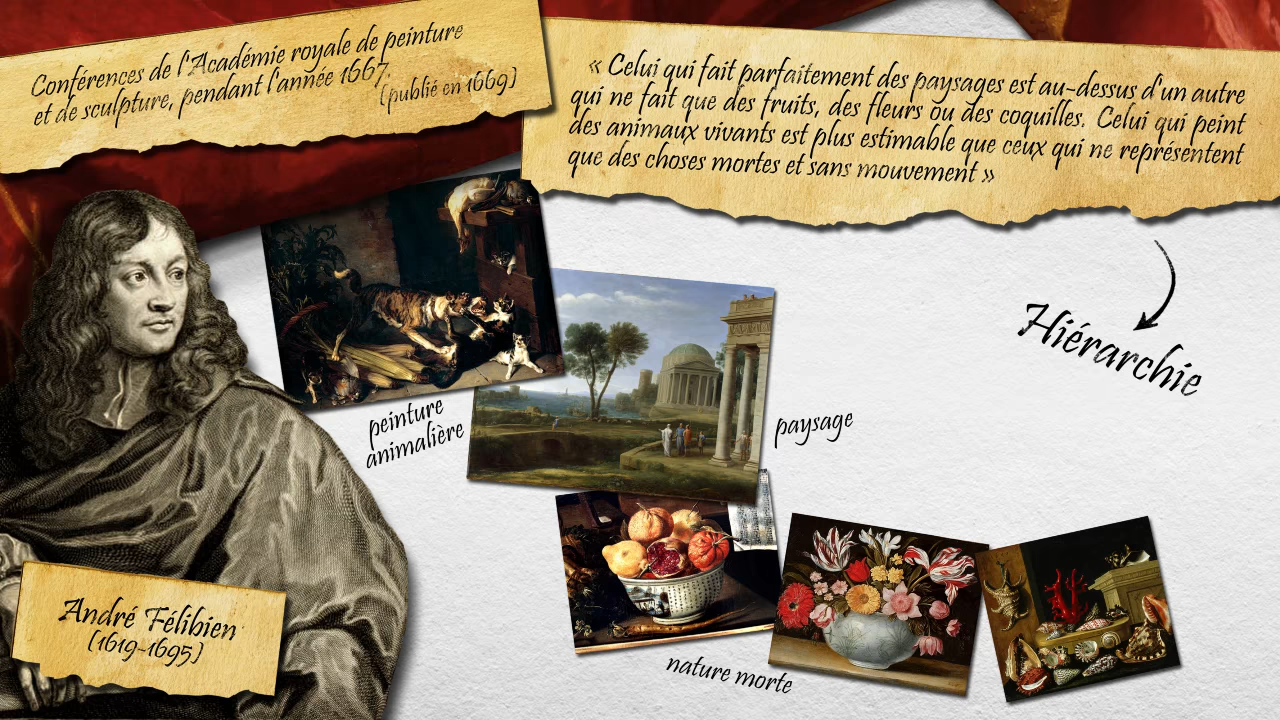 Conférences de l'Académie royale de peinture
et de sculpture, pendant l'année 1667.
(publié en 1669)
« Celui qui fait parfaitement des paysages est au-dessus d'un autre
qui ne fait que des fruits, des fleurs ou des coquilles. Celui qui peint
des animaux vivants est plus estimable que ceux qui ne représentent
que des choses mortes et sans mouvement »
Hiérarchie
peinture
animalière
paysage
nature morte
André Félibien
(1619-1695)